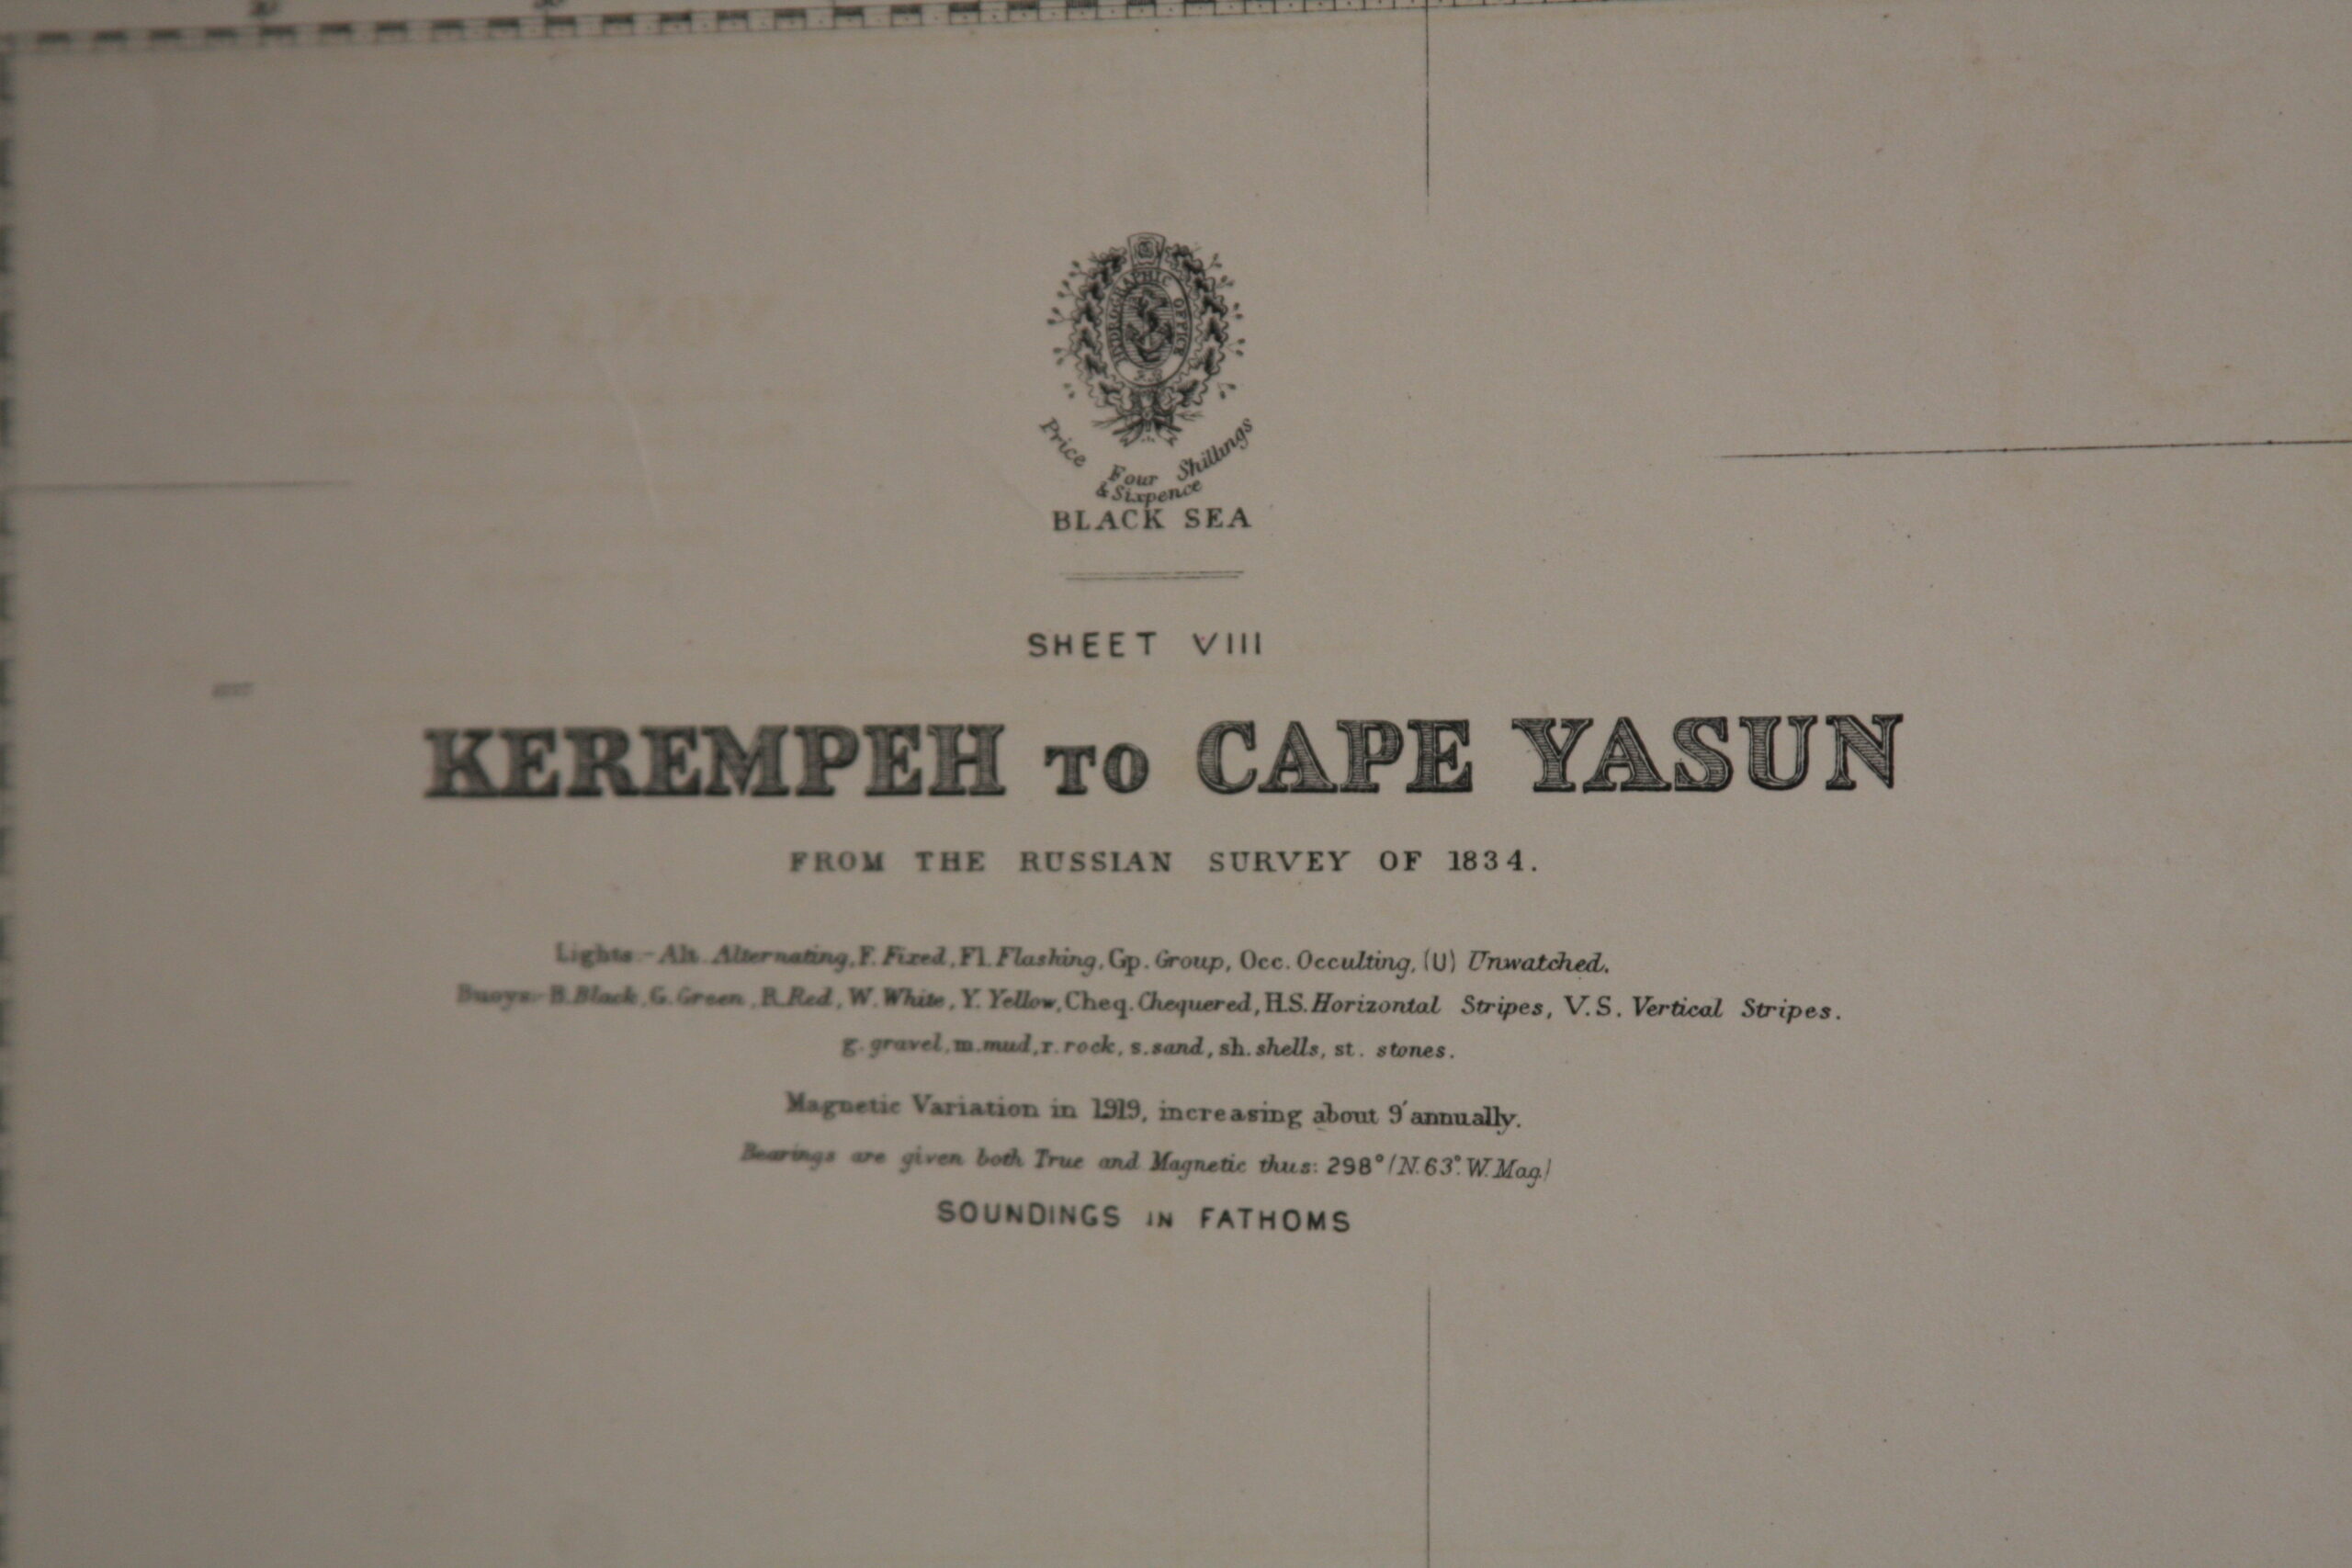 HYDROGRAPHIC OFFICE
Price Four Shillings
& Sixpence
BLACK SEA
SHEET VIII
KEREMPEH TO CAPE YASUN
FROM THE RUSSIAN SURVEY OF 1834.
Lights:- Alt. Alternating, F. Fixed, Fl. Flashing, Gp. Group, Occ. Occulting, (U) Unwatched.
Buoys:- B. Black, G. Green, R. Red, W. White, Y. Yellow, Cheq. Chequered, H.S. Horizontal Stripes, V.S. Vertical Stripes.
g. gravel, m. mud, r. rock, s. sand, sh. shells, st. stones.
Magnetic Variation in 1919, increasing about 9' annually.
Bearings are given both True and Magnetic thus: 298° (N. 63° W. Mag.)
SOUNDINGS IN FATHOMS